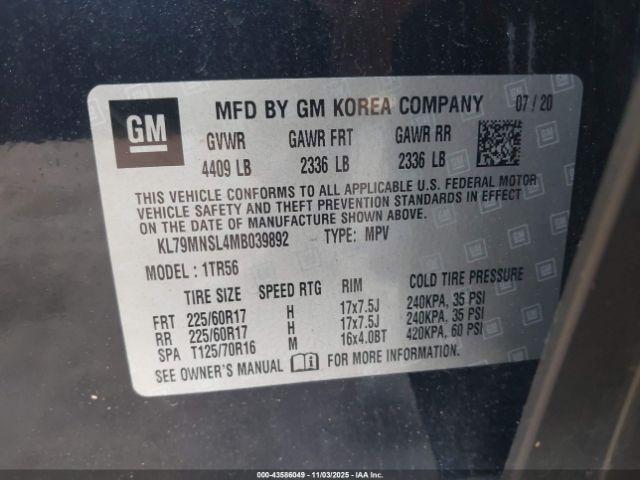 GM MFD BY GM KOREA COMPANY 07 / 20
GVWR GAWR FRT GAWR RR
4409 LB 2336 LB 2336 LB
THIS VEHICLE CONFORMS TO ALL APPLICABLE U.S. FEDERAL MOTOR
VEHICLE SAFETY AND THEFT PREVENTION STANDARDS IN EFFECT
ON THE DATE OF MANUFACTURE SHOWN ABOVE.
KL79MNSL4MB039892 TYPE: MPV
MODEL : 1TR56
TIRE SIZE SPEED RTG RIM COLD TIRE PRESSURE
FRT 225/60R17 H 17x7.5J 240KPA, 35 PSI
RR 225/60R17 H 17x7.5J 240KPA, 35 PSI
SPA T125/70R16 M 16x4.0BT 420KPA, 60 PSI
SEE OWNER'S MANUAL FOR MORE INFORMATION.
000-43586049 - 11/03/2025 - IAA Inc.